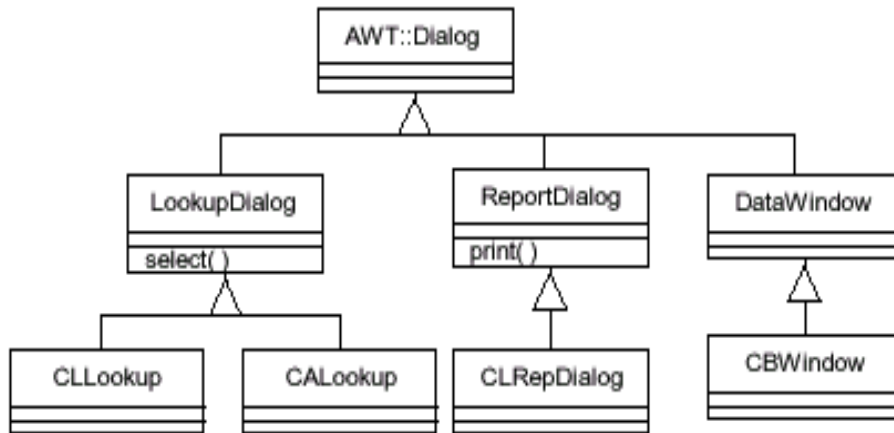 AWT::Dialog
LookupDialog
select( )
ReportDialog
print( )
DataWindow
CLLookup
CALookup
CLRepDialog
CBWindow